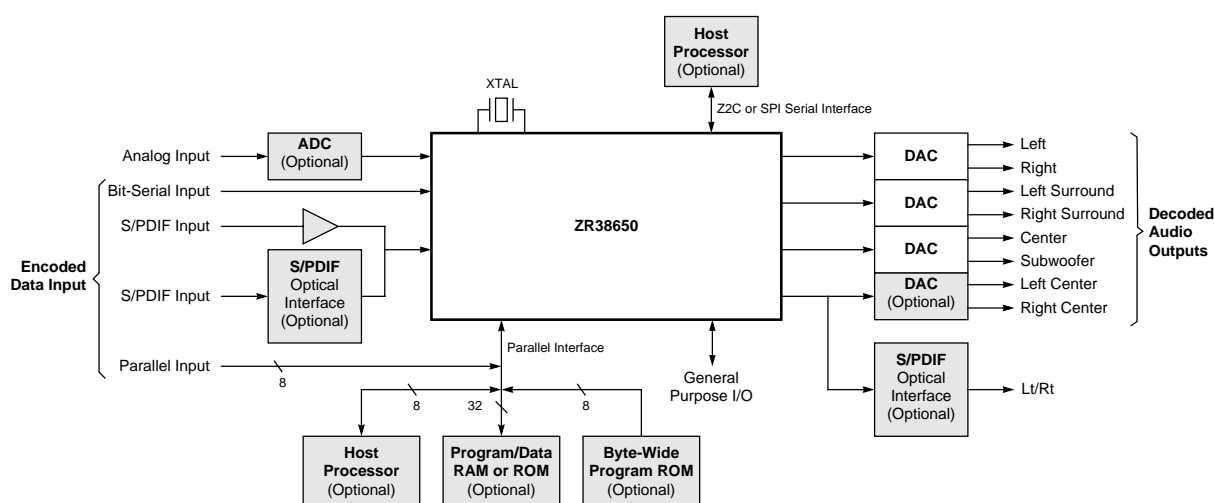 Host
Processor
(Optional)
XTAL
Z2C or SPI Serial Interface
Analog Input
ADC
(Optional)
Bit-Serial Input
S/PDIF Input
Encoded
Data Input
S/PDIF Input
S/PDIF
Optical
Interface
(Optional)
Parallel Input
8
ZR38650
DAC
Left
Right
DAC
Left Surround
Right Surround
DAC
Center
Subwoofer
DAC
(Optional)
Left Center
Right Center
Decoded
Audio
Outputs
Parallel Interface
General
Purpose I/O
S/PDIF
Optical
Interface
(Optional)
Lt/Rt
8
32
8
Host
Processor
(Optional)
Program/Data
RAM or ROM
(Optional)
Byte-Wide
Program ROM
(Optional)